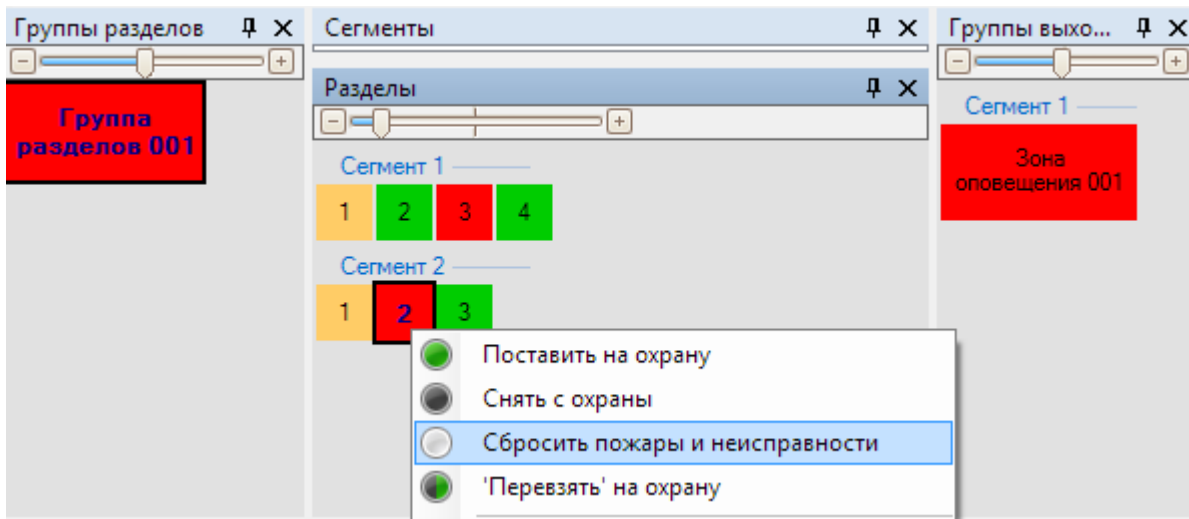 Группы разделов
Группа
разделов 001
Сегменты
Разделы
Сегмент 1
1 2 3 4
Сегмент 2
1 2 3
Поставить на охрану
Снять с охраны
Сбросить пожары и неисправности
'Перевзять' на охрану
Группы выхо...
Сегмент 1
Зона
оповещения 001